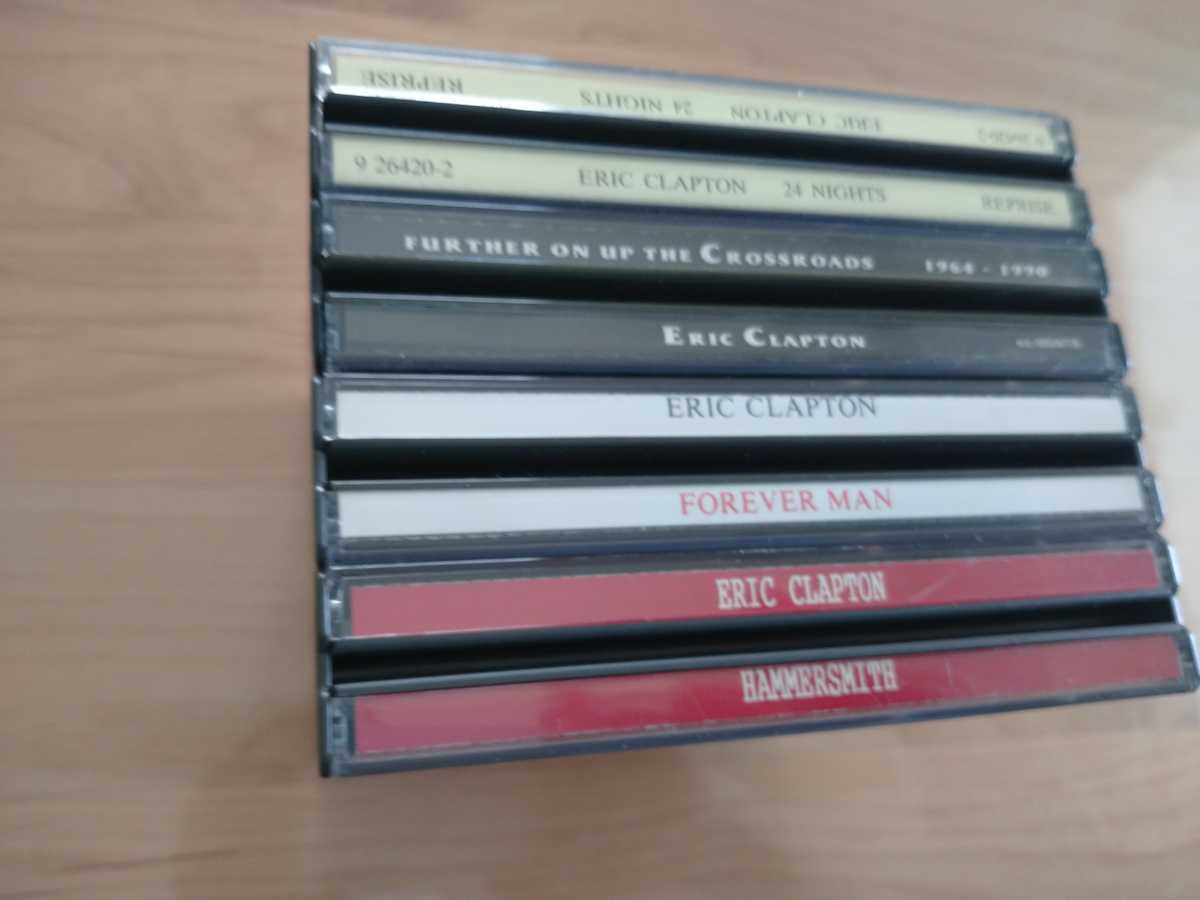 REPRISE 24 NIGHTS ERIC CLAPTON
9 26420-2 ERIC CLAPTON 24 NIGHTS REPRISE
FURTHER ON UP THE CROSSROADS 1964 - 1990
ERIC CLAPTON
ERIC CLAPTON
FOREVER MAN
ERIC CLAPTON
HAMMERSMITH